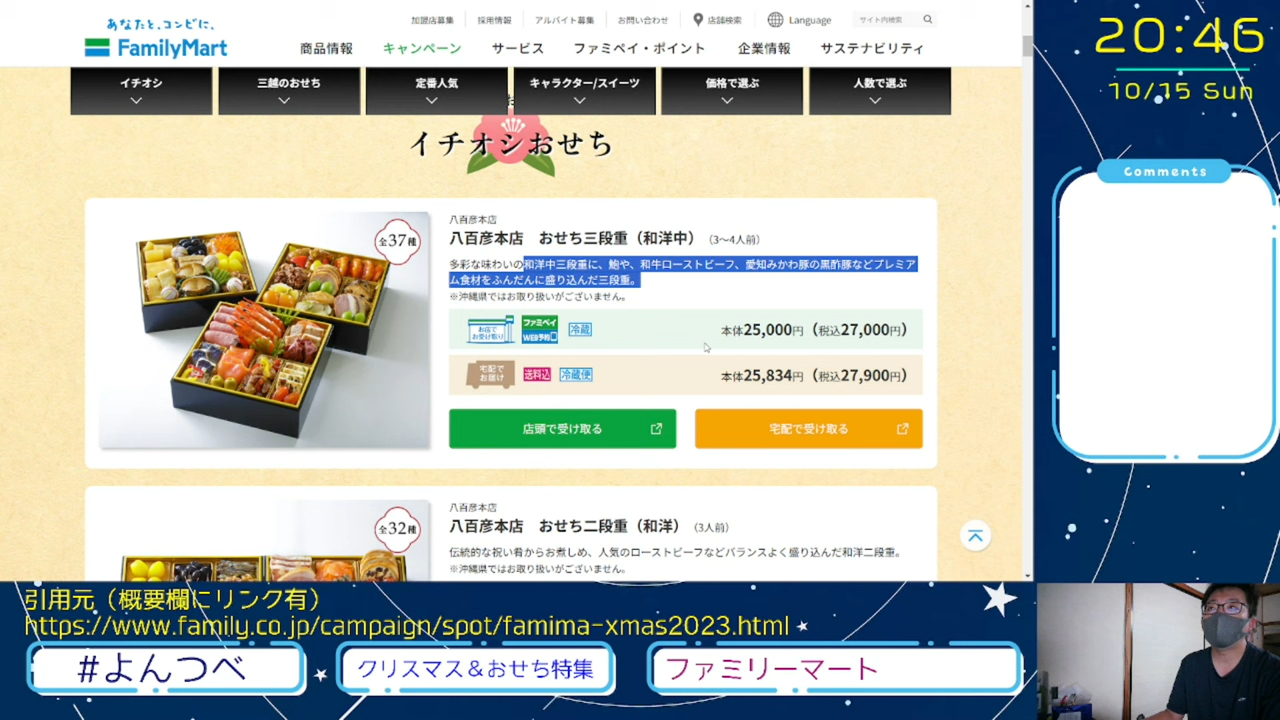 あなたと、コンビに、
FamilyMart
加盟店募集
採用情報
アルバイト募集
お問い合わせ
店舗検索
Language
サイト内検索
商品情報
キャンペーン
サービス
ファミペイ・ポイント
企業情報
サステナビリティ
イチオシ
三越のおせち
定番人気
キャラクター/スイーツ
価格で選ぶ
人数で選ぶ
イチオシおせち
全37種
八百彦本店
八百彦本店 おせち三段重（和洋中）（3～4人前）
多彩な味わいの和洋中三段重に、鮑や、和牛ローストビーフ、愛知みかわ豚の黒酢豚などプレミア
ム食材をふんだんに盛り込んだ三段重。
※沖縄県ではお取り扱いがございません。
お店で
お受け取り
ファミペイ
WEB予約
冷蔵
本体25,000円（税込27,000円）
宅配で
お届け
送料込
冷蔵便
本体25,834円（税込27,900円）
店頭で受け取る
宅配で受け取る
全32種
八百彦本店
八百彦本店 おせち二段重（和洋）（3人前）
伝統的な祝い肴からお煮しめ、人気のローストビーフなどバランスよく盛り込んだ和洋二段重。
※沖縄県ではお取り扱いがございません。
20:46
10/15 Sun
Comments
引用元（概要欄にリンク有）
https://www.family.co.jp/campaign/spot/famima-xmas2023.html
#よんつべ
クリスマス＆おせち特集
ファミリーマート